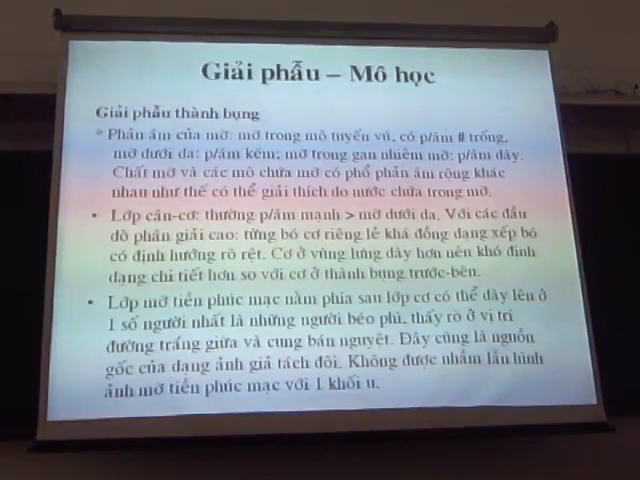 Giải phẫu – Mô học
Giải phẫu thành bụng
* Phản âm của mỡ: mỡ trong mô tuyến vú, có p/âm # trống,
mỡ dưới da: p/âm kém; mỡ trong gan nhiễm mỡ: p/âm dày.
Chất mỡ và các mô chứa mỡ có phổ phản âm rộng khác
nhau như thế có thể giải thích do nước chứa trong mỡ.
• Lớp cân-cơ: thường p/âm mạnh > mỡ dưới da. Với các đầu
dò phân giải cao: từng bó cơ riêng lẻ khá đồng dạng xếp bó
có định hướng rõ rệt. Cơ ở vùng lưng dày hơn nên khó định
dạng chi tiết hơn so với cơ ở thành bụng trước-bên.
• Lớp mỡ tiền phúc mạc nằm phía sau lớp cơ có thể dày lên ở
1 số người nhất là những người béo phì, thấy rõ ở vị trí
đường trắng giữa và cung bán nguyệt. Đây cũng là nguồn
gốc của dạng ảnh giả tách đôi. Không được nhầm lẫn hình
ảnh mỡ tiền phúc mạc với 1 khối u.